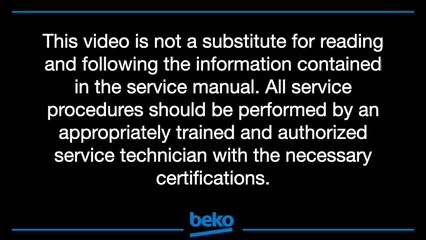 This video is not a substitute for reading
and following the information contained
in the service manual. All service
procedures should be performed by an
appropriately trained and authorized
service technician with the necessary
certifications.
beko